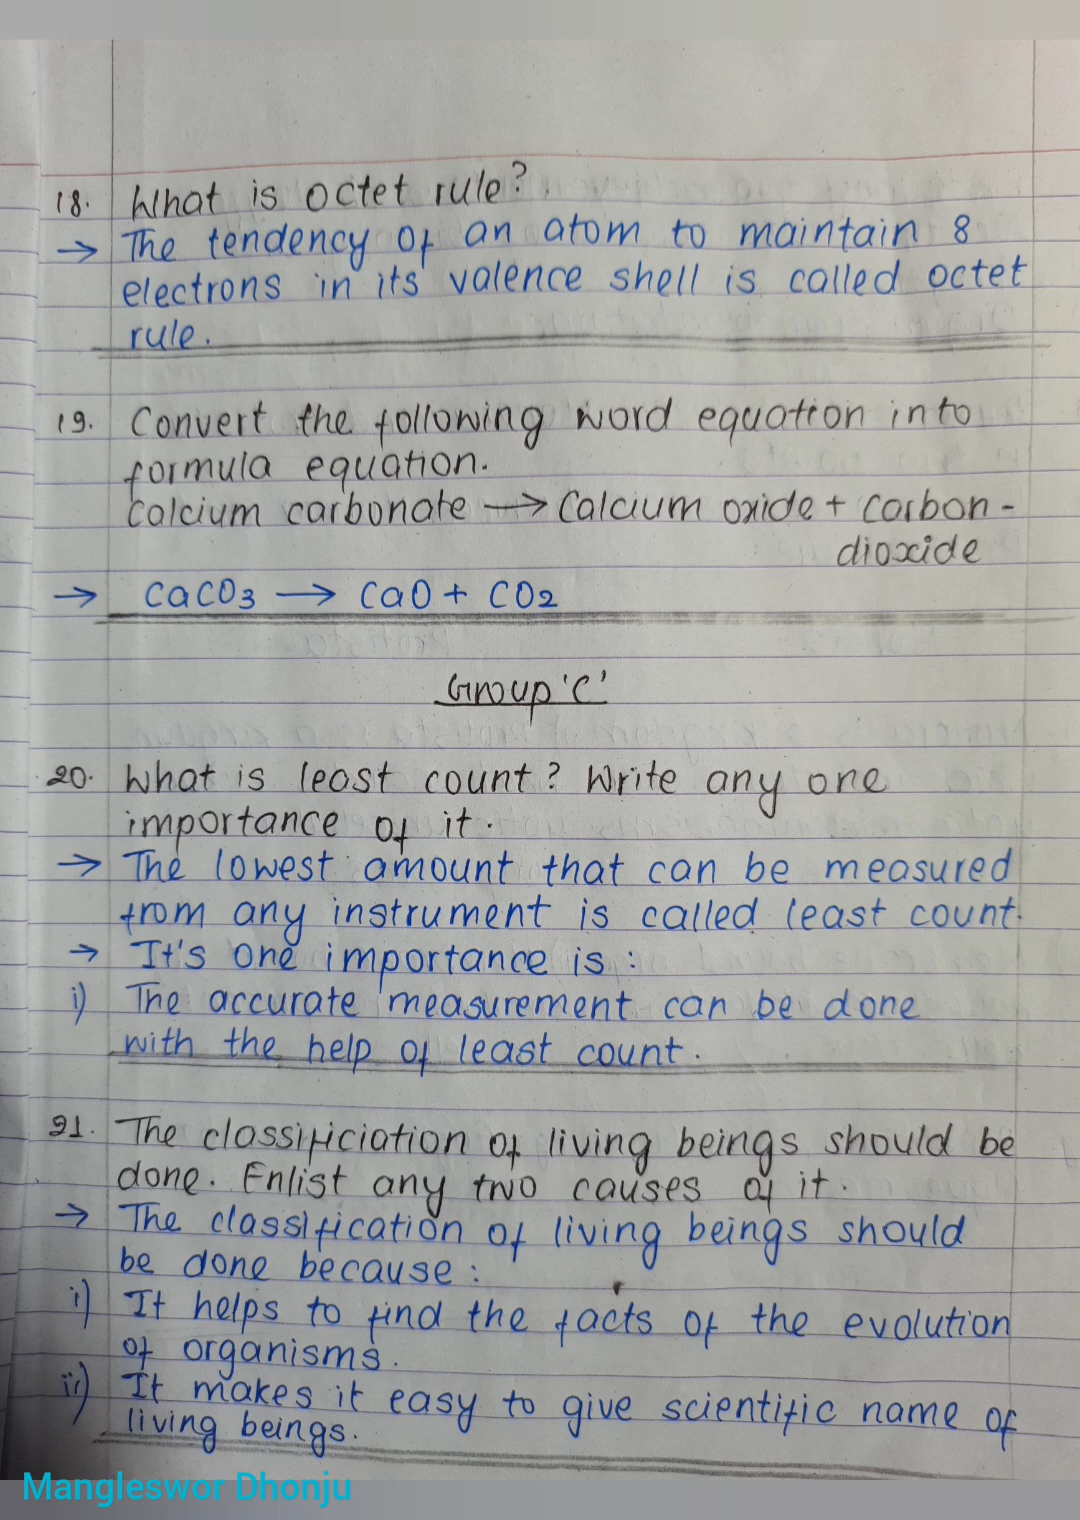 18. What is octet rule?
→ The tendency of an atom to maintain 8
electrons in its valence shell is called octet
rule.
19. Convert the following word equation into
formula equation.
Calcium carbonate → Calcium oxide + Carbon-
dioxide
→ CaCO3 → CaO + CO2
Group 'C'
20. What is least count? Write any one
importance of it.
→ The lowest amount that can be measured
from any instrument is called least count.
→ It's one importance is:
i) The accurate measurement can be done
with the help of least count.
21. The classificiation of living beings should be
done. Enlist any two causes of it.
→ The classification of living beings should
be done because:
i) It helps to find the facts of the evolution
of organisms.
ii) It makes it easy to give scientific name of
living beings.
Mangleswor Dhonju